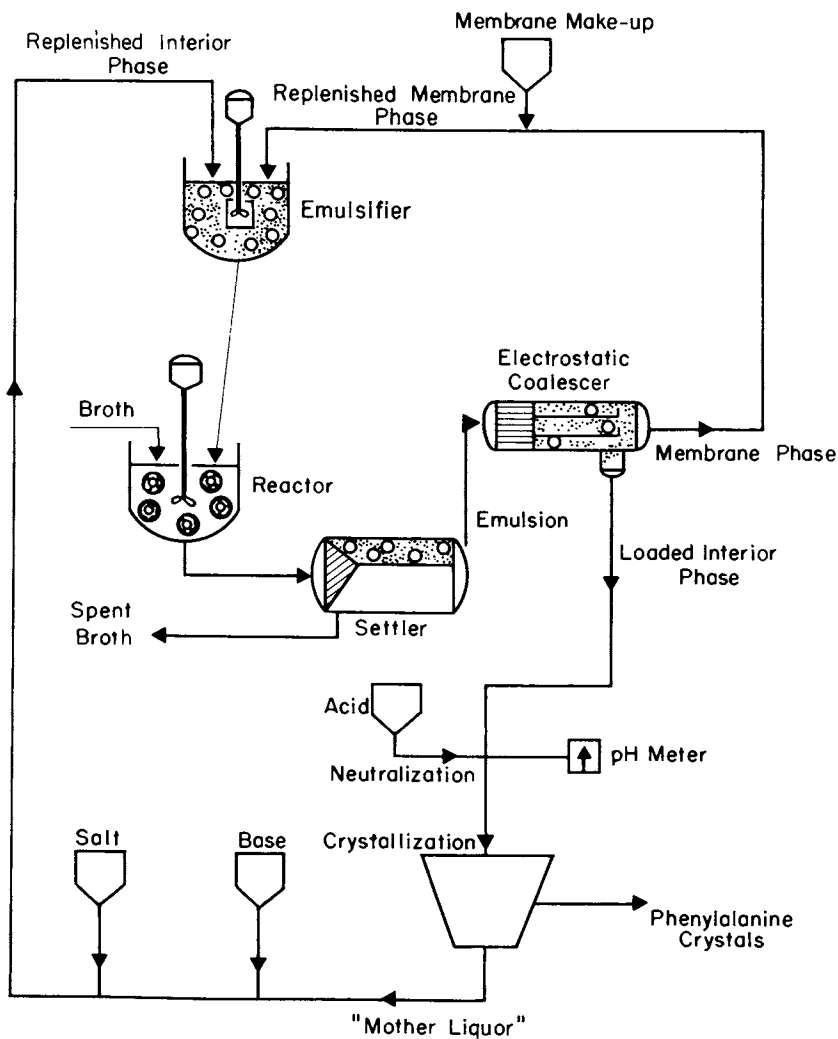 Membrane Make-up
Replenished Interior
Phase
Replenished Membrane
Phase
Emulsifier
Electrostatic
Coalescer
Broth
Reactor
Membrane Phase
Emulsion
Loaded Interior
Phase
Spent
Broth
Settler
Acid
Neutralization
pH Meter
Salt
Base
Crystallization
Phenylalanine
Crystals
"Mother Liquor"